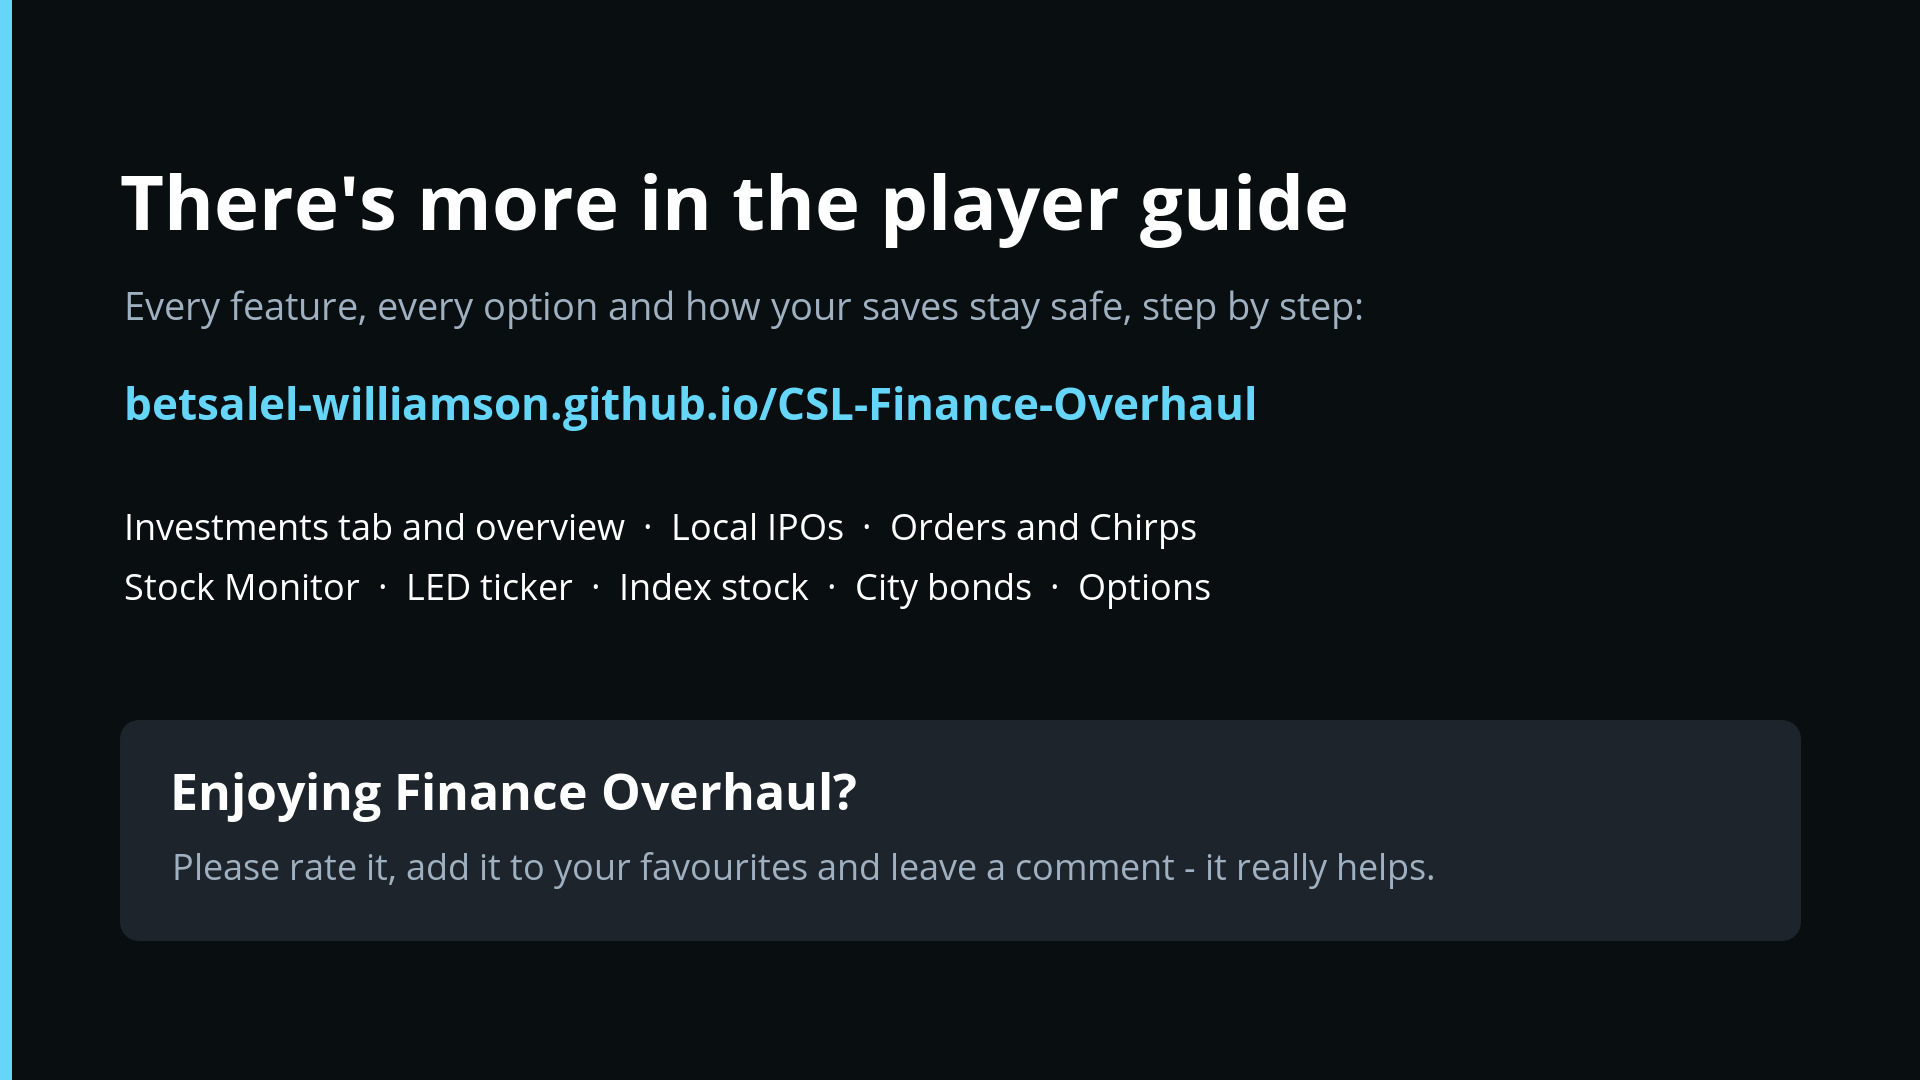 There's more in the player guide
Every feature, every option and how your saves stay safe, step by step:
betsalel-williamson.github.io/CSL-Finance-Overhaul
Investments tab and overview · Local IPOs · Orders and Chirps
Stock Monitor · LED ticker · Index stock · City bonds · Options
Enjoying Finance Overhaul?
Please rate it, add it to your favourites and leave a comment - it really helps.